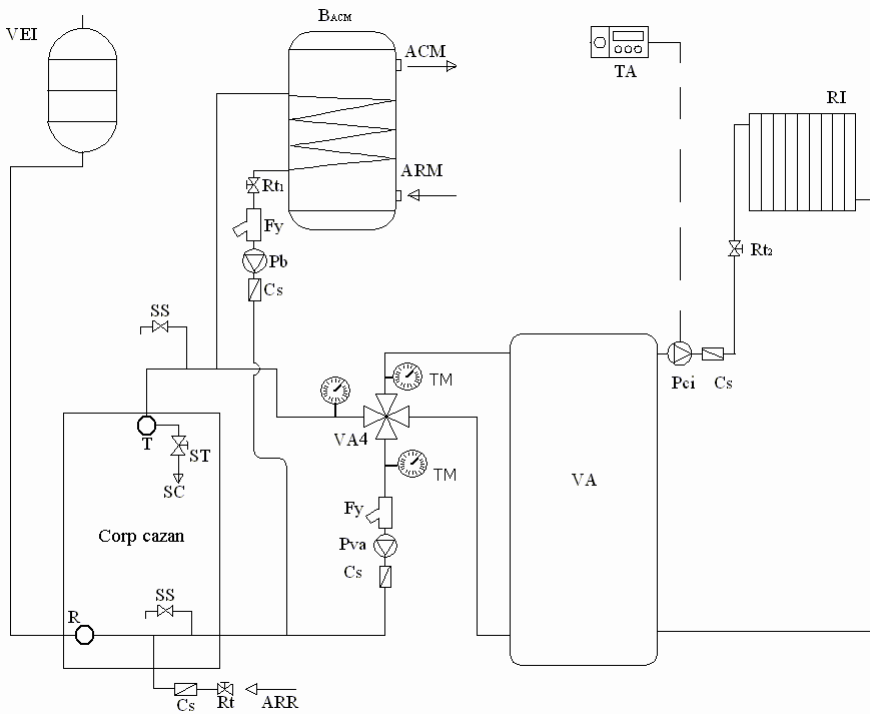 VEI
BACM
ACM
TA
RI
ARM
Rt1
Fy
Pb
Rt2
Cs
SS
TM
Pci
Cs
VA4
T
ST
TM
SC
VA
Fy
Corp cazan
Pva
Cs
SS
R
Cs
Rt
ARR